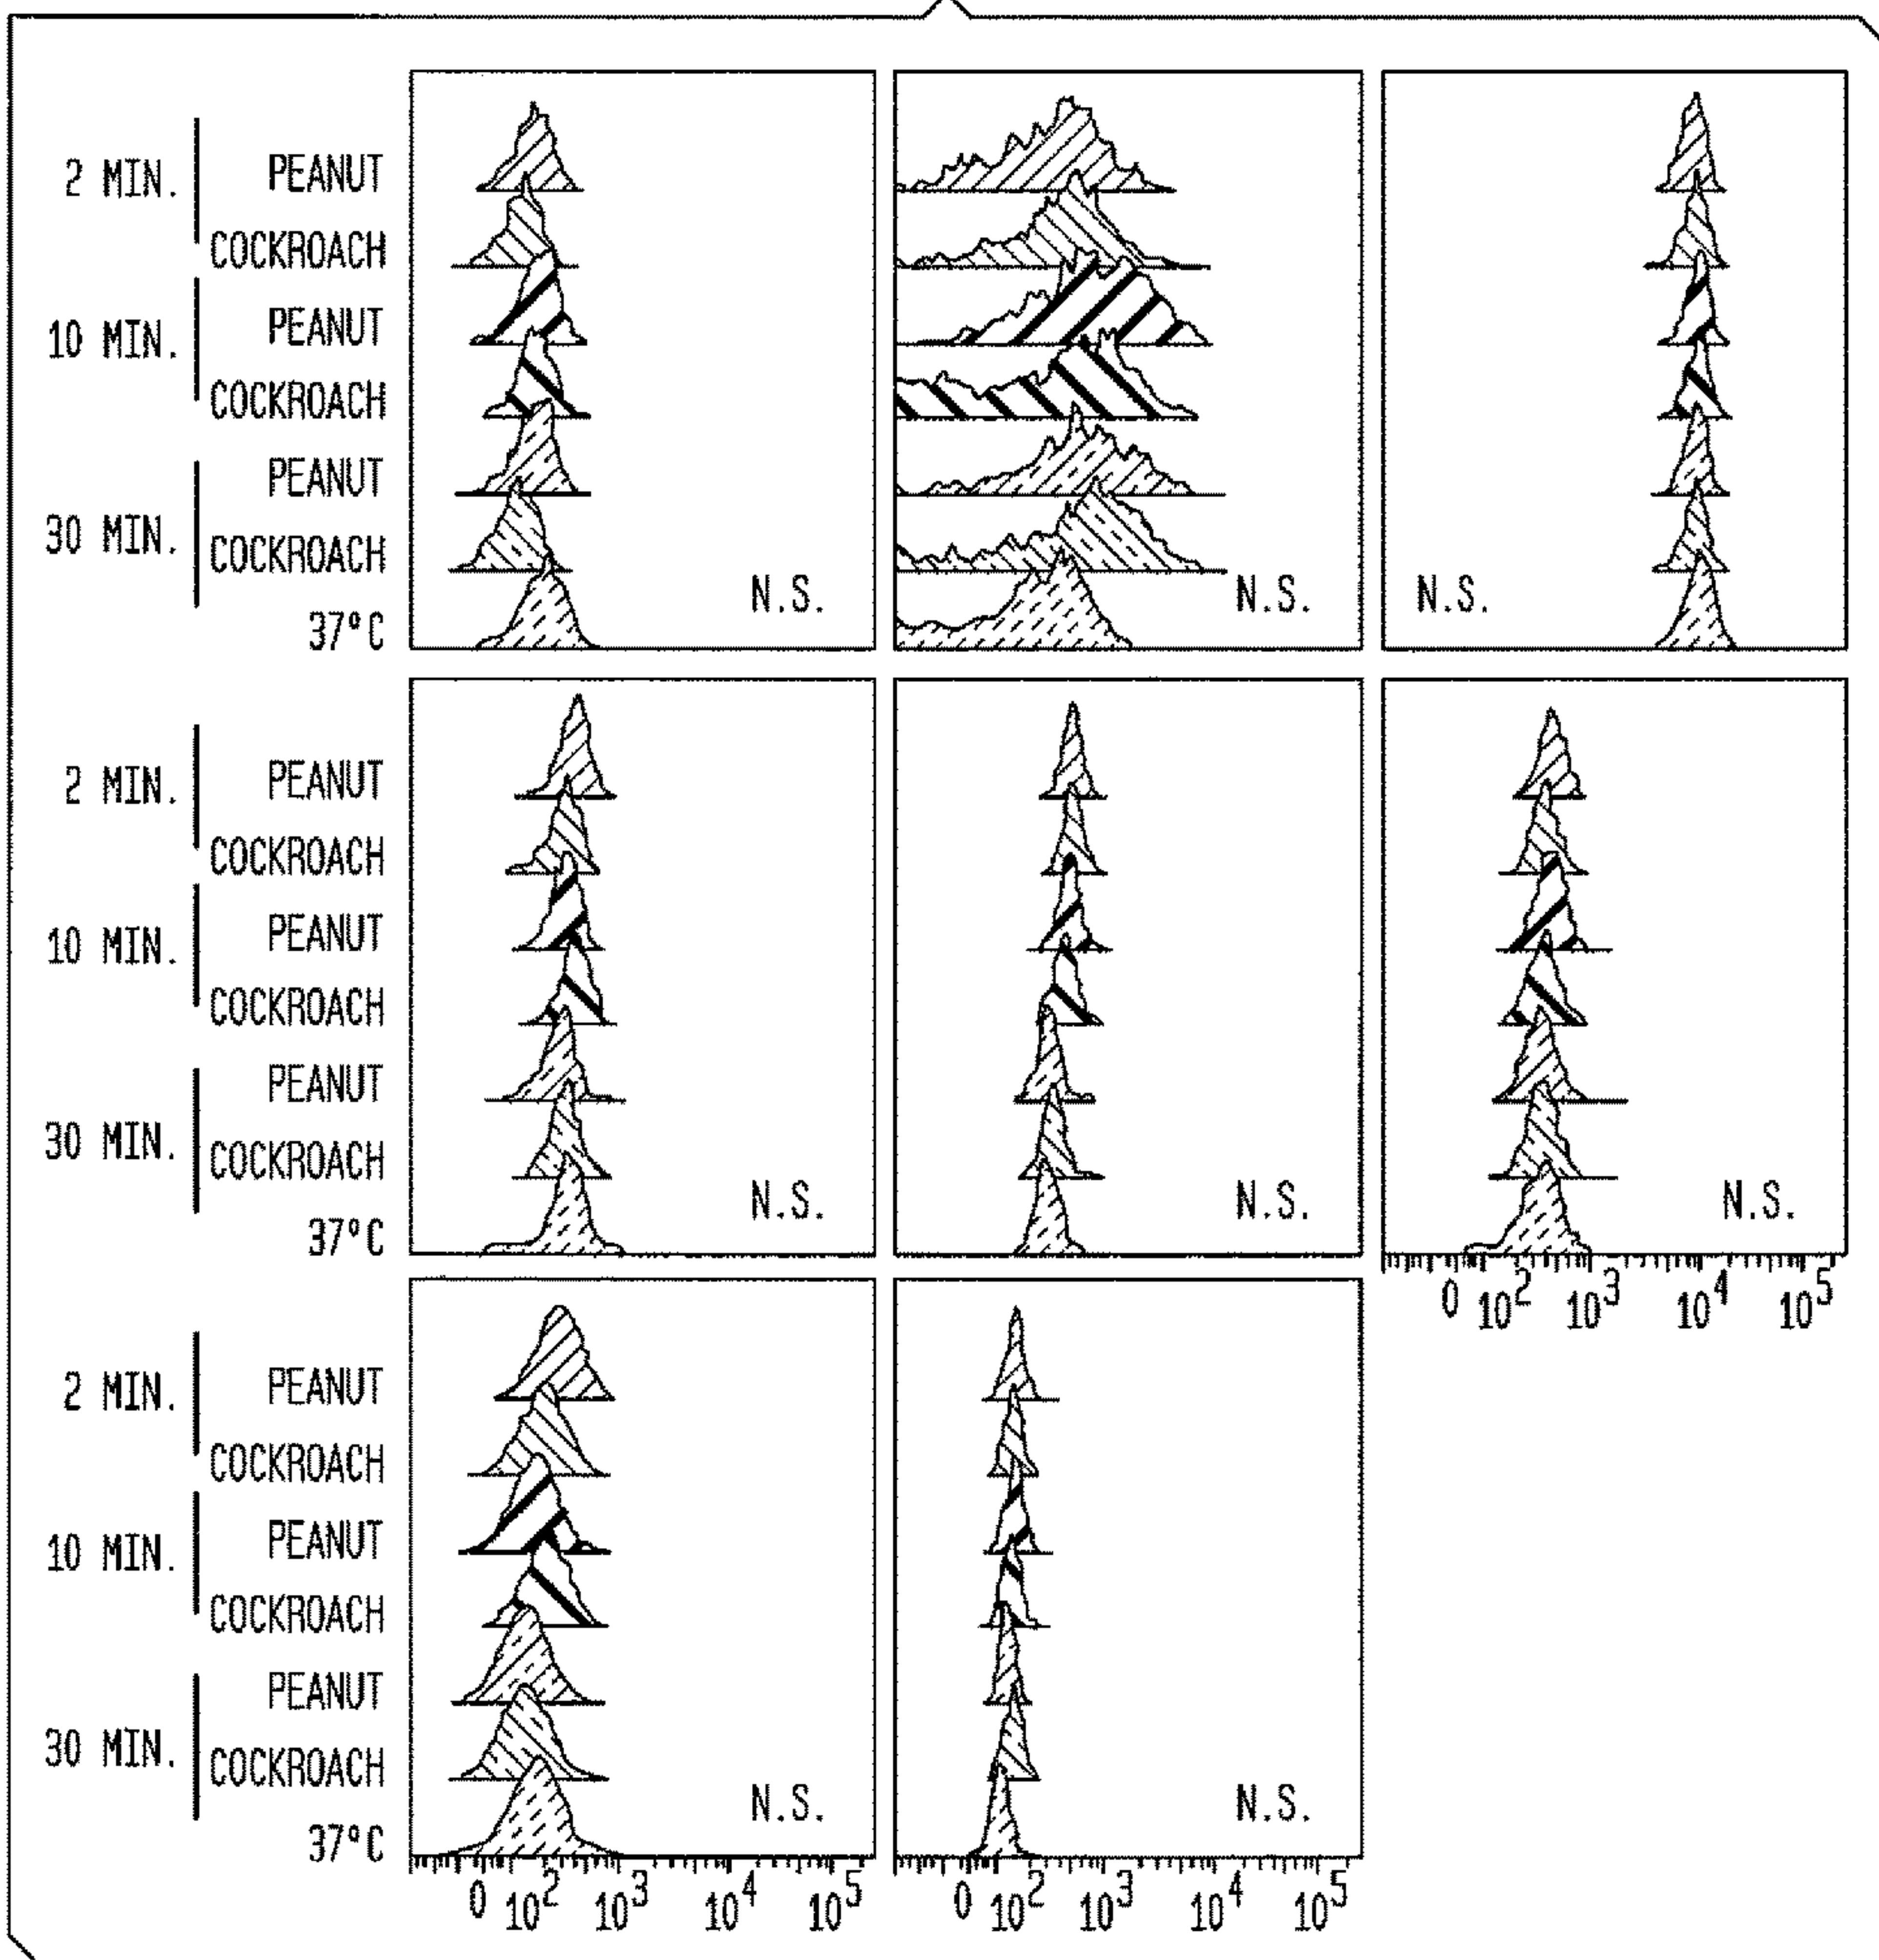 2 MIN. PEANUT
COCKROACH
10 MIN. PEANUT
COCKROACH
PEANUT
30 MIN. COCKROACH
N.S. N.S. N.S.
37°C
2 MIN. PEANUT
COCKROACH
10 MIN. PEANUT
COCKROACH
PEANUT
30 MIN. COCKROACH
N.S. N.S. N.S.
37°C
0 10² 10³ 10⁴ 10⁵
2 MIN. PEANUT
COCKROACH
10 MIN. PEANUT
COCKROACH
PEANUT
30 MIN. COCKROACH
N.S. N.S.
37°C
0 10² 10³ 10⁴ 10⁵ 0 10² 10³ 10⁴ 10⁵